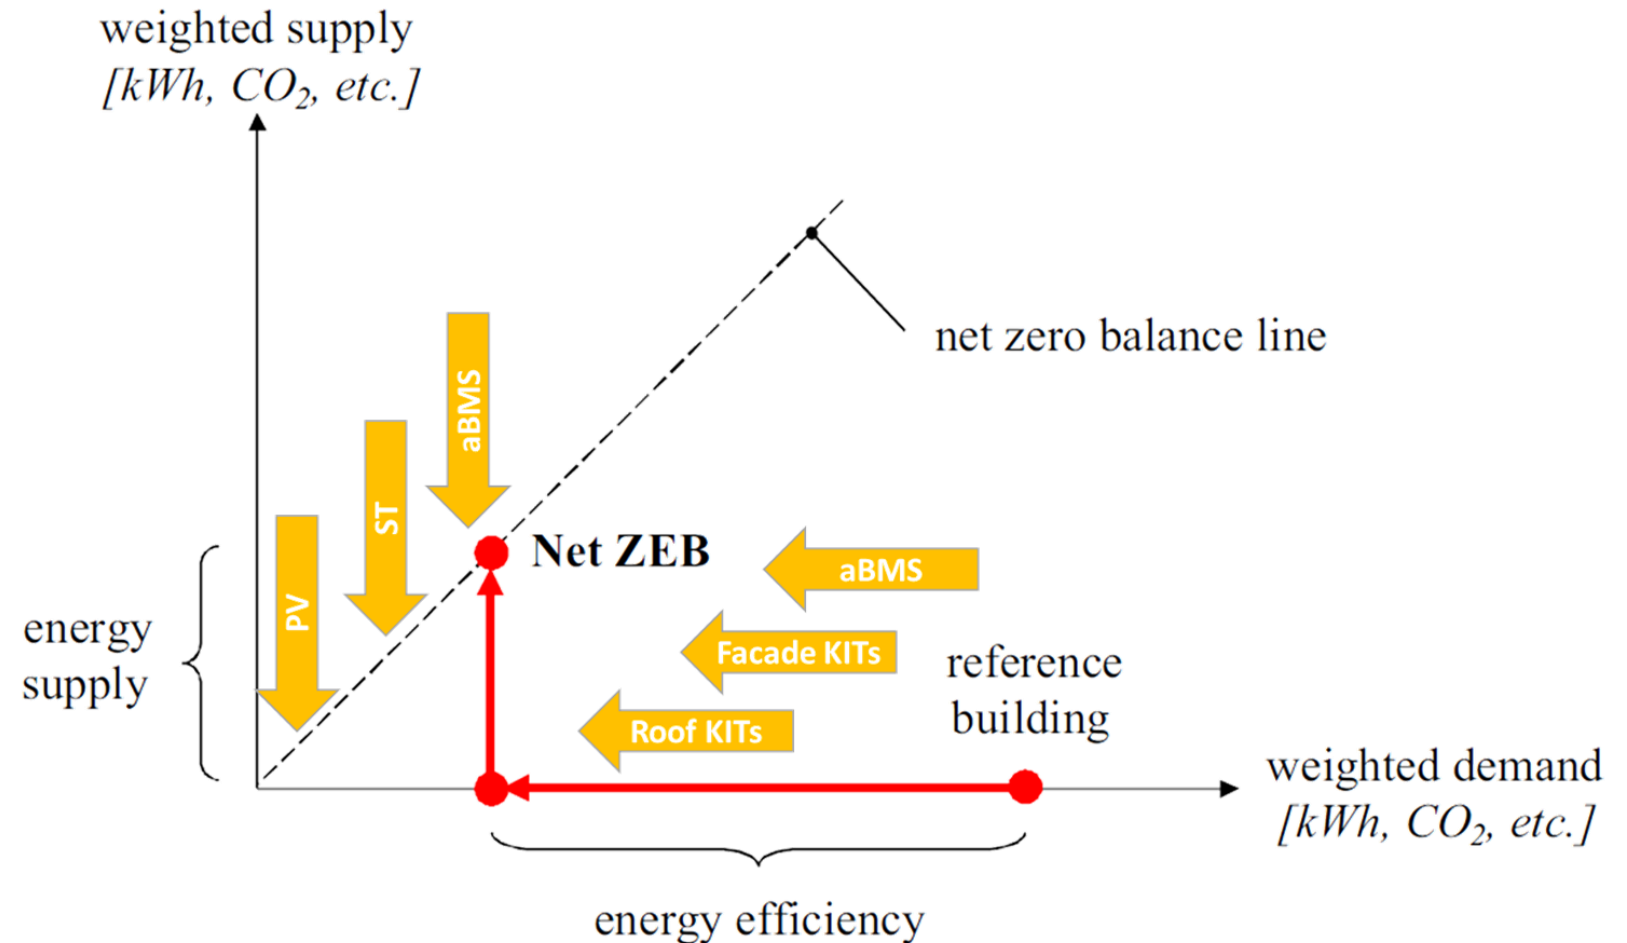 weighted supply
[kWh, CO₂, etc.]
net zero balance line
aBMS
ST
PV
Net ZEB
aBMS
Facade KITs
Roof KITs
energy
supply
reference
building
weighted demand
[kWh, CO₂, etc.]
energy efficiency